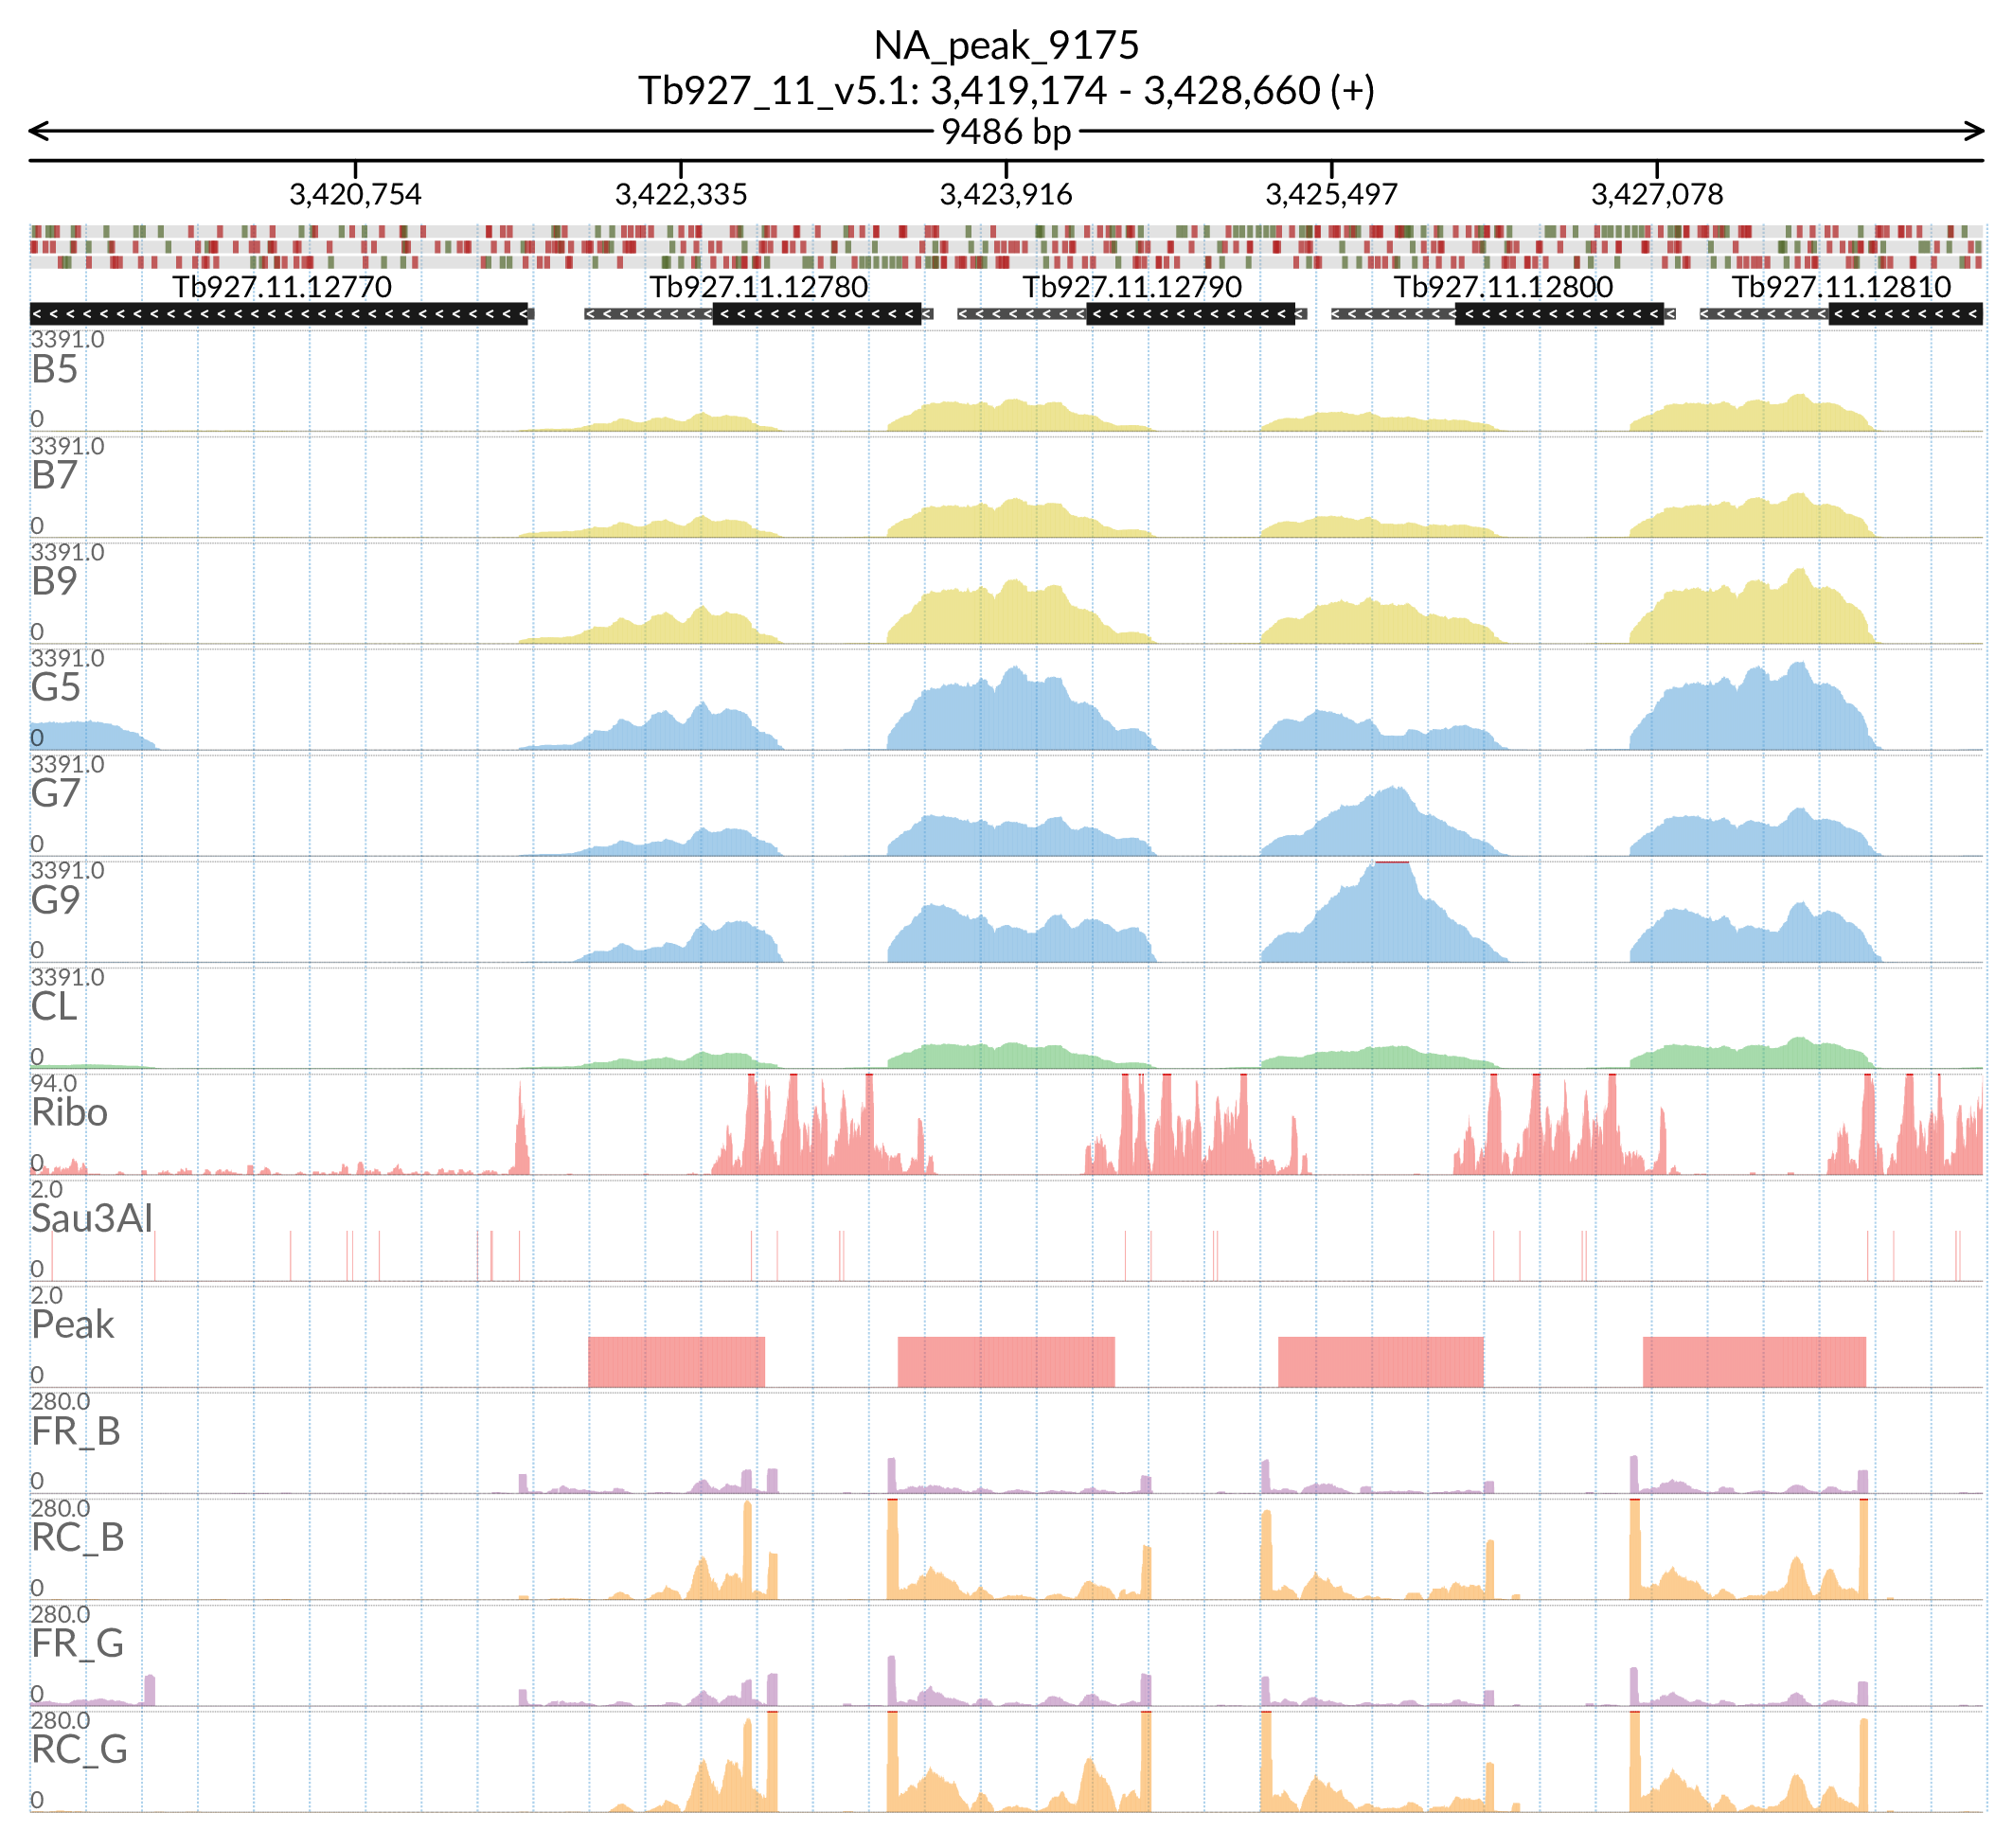 NA_peak_9175
Tb927_11_v5.1: 3,419,174 - 3,428,660 (+)
9486 bp
3,420,754 3,422,335 3,423,916 3,425,497 3,427,078
Tb927.11.12770 Tb927.11.12780 Tb927.11.12790 Tb927.11.12800 Tb927.11.12810
3391.0
B5
0
3391.0
B7
0
3391.0
B9
0
3391.0
G5
0
3391.0
G7
0
3391.0
G9
0
3391.0
CL
0
94.0
Ribo
0
2.0
Sau3AI
0
2.0
Peak
0
280.0
FR_B
0
280.0
RC_B
0
280.0
FR_G
0
280.0
RC_G
0